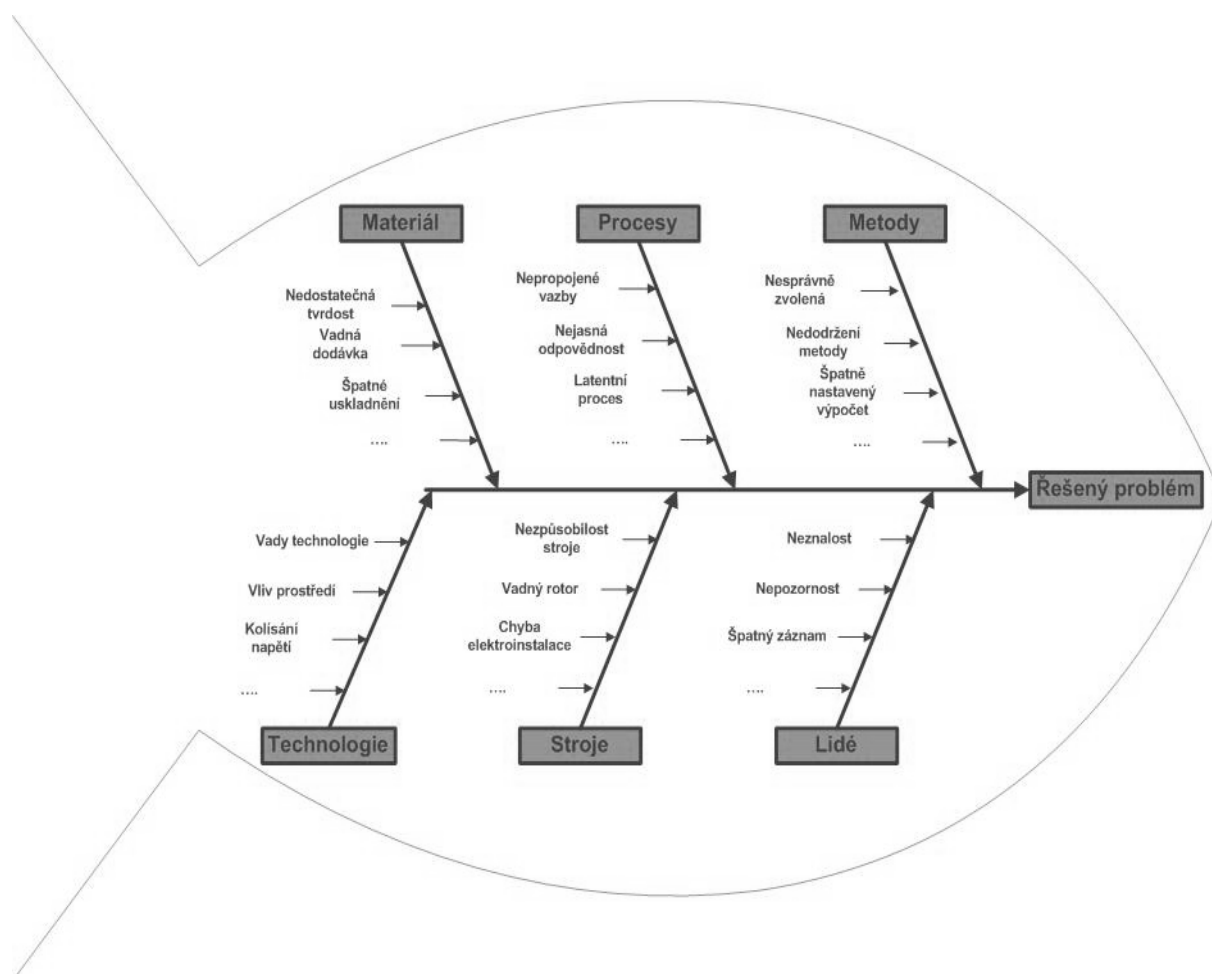 Materiál
Nedostatečná
tvrdost
Vadná
dodávka
Špatné
uskladnění
....
Procesy
Nepropojené
vazby
Nejasná
odpovědnost
Latentní
proces
....
Metody
Nesprávně
zvolená
Nedodržení
metody
Špatně
nastavený
výpočet
....
Řešený problém
Vady technologie
Vliv prostředí
Kolísání
napětí
....
Technologie
Nezpůsobilost
stroje
Vadný rotor
Chyba
elektroinstalace
....
Stroje
Neznalost
Nepozornost
Špatný záznam
....
Lidé